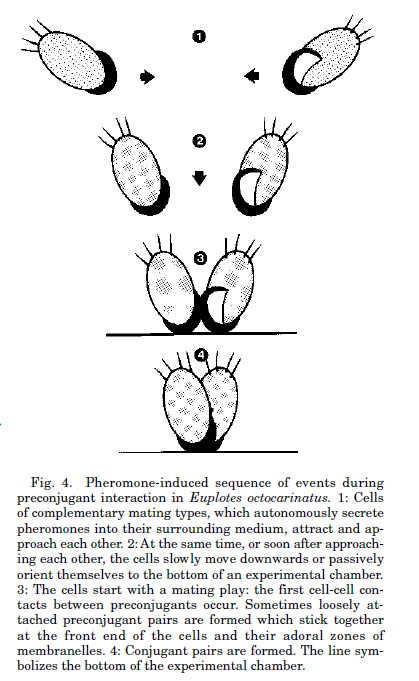 1
2
3
4
Fig. 4. Pheromone-induced sequence of events during
preconjugant interaction in Euplotes octocarinatus. 1: Cells
of complementary mating types, which autonomously secrete
pheromones into their surrounding medium, attract and ap-
proach each other. 2: At the same time, or soon after approach-
ing each other, the cells slowly move downwards or passively
orient themselves to the bottom of an experimental chamber.
3: The cells start with a mating play: the first cell-cell con-
tacts between preconjugants occur. Sometimes loosely at-
tached preconjugant pairs are formed which stick together
at the front end of the cells and their adoral zones of
membranelles. 4: Conjugant pairs are formed. The line sym-
bolizes the bottom of the experimental chamber.